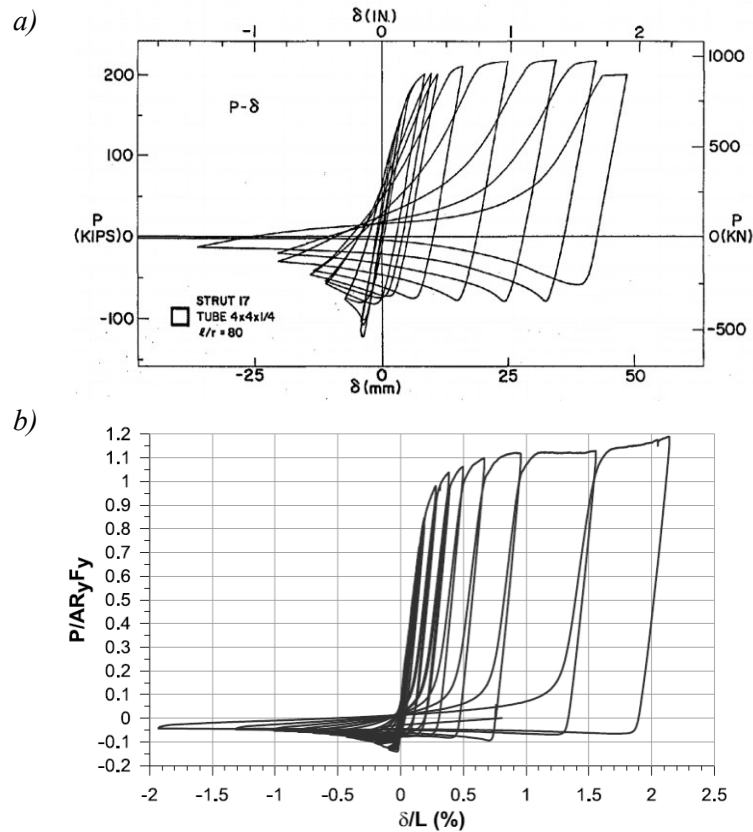 a)
δ(IN.)
-1 0 1 2
P-δ
200
100
P
(KIPS) 0
-100
1000
500
P
0(KN)
-500
STRUT 17
TUBE 4x4x1/4
ℓ/r = 80
-25 0 25 50
δ(mm)
b)
1.2
1.1
1
0.9
0.8
0.7
0.6
0.5
0.4
0.3
0.2
0.1
0
-0.1
-0.2
P/ARyFy
-2 -1.5 -1 -0.5 0 0.5 1 1.5 2 2.5
δ/L (%)